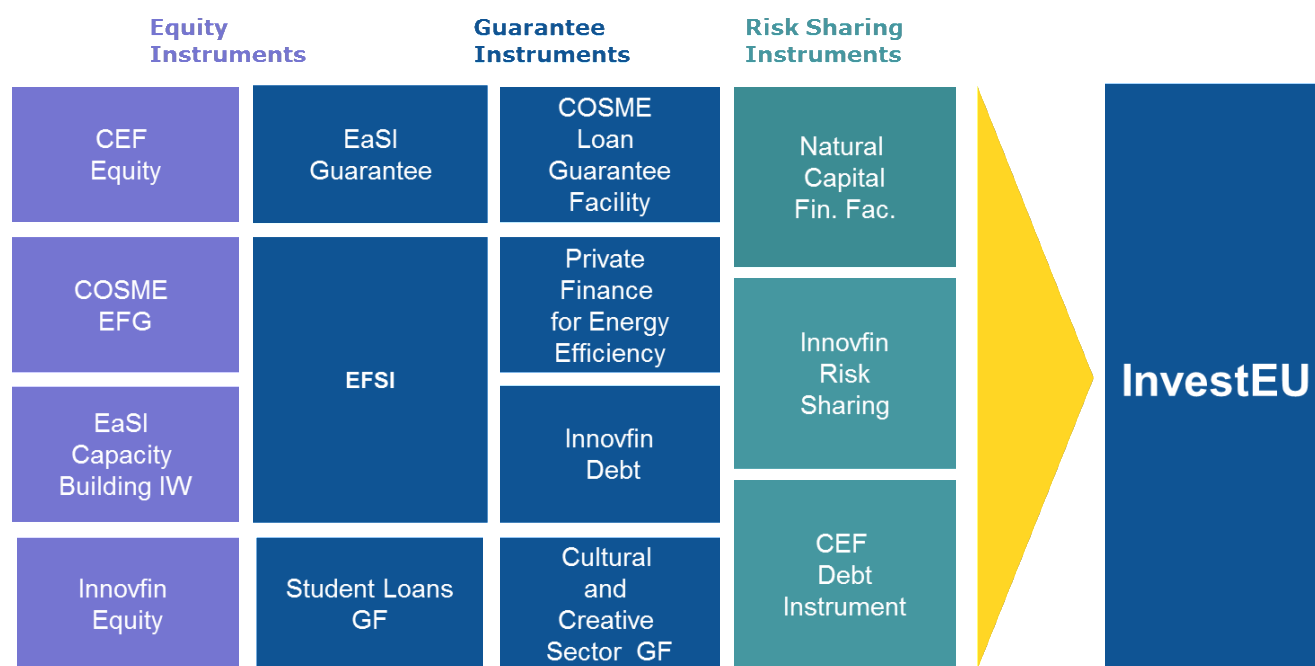 Equity
Instruments
Guarantee
Instruments
Risk Sharing
Instruments
CEF
Equity
EaSI
Guarantee
COSME
Loan
Guarantee
Facility
Natural
Capital
Fin. Fac.
COSME
EFG
EFSI
Private
Finance
for Energy
Efficiency
Innovfin
Risk
Sharing
InvestEU
EaSI
Capacity
Building IW
Innovfin
Debt
CEF
Debt
Instrument
Innovfin
Equity
Student Loans
GF
Cultural
and
Creative
Sector GF